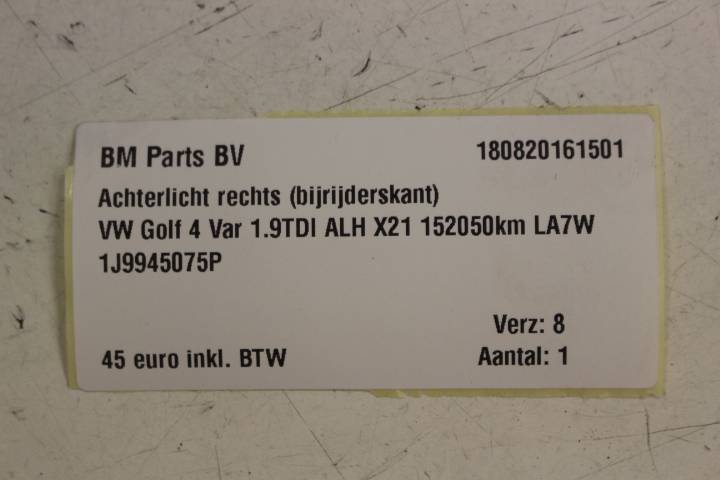 BM Parts BV 180820161501
Achterlicht rechts (bijrijderskant)
VW Golf 4 Var 1.9TDI ALH X21 152050km LA7W
1J9945075P
Verz: 8
45 euro inkl. BTW Aantal: 1